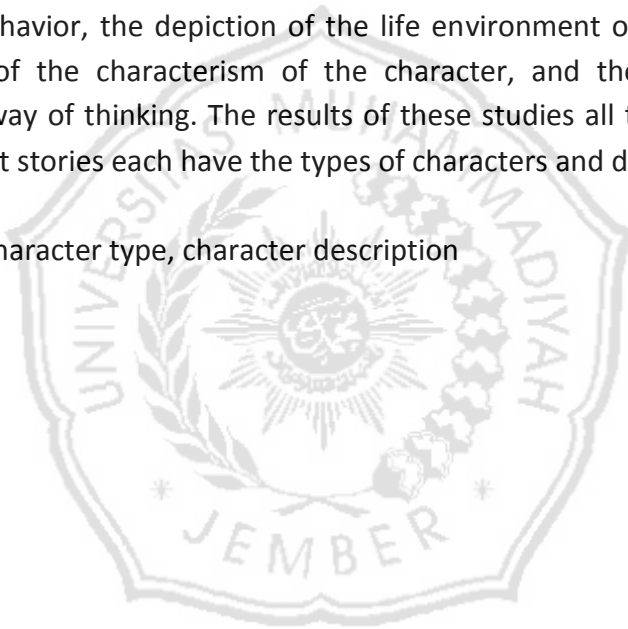 havior, the depiction of the life environment o
of the characterism of the character, and the
way of thinking. The results of these studies all t
t stories each have the types of characters and d
haracter type, character description
UNIVERSITAS MUHAMMADIYAH
JEMBER